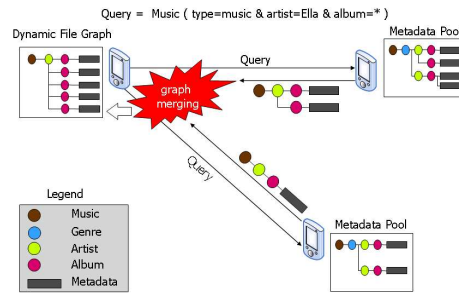 Query = Music ( type=music & artist=Ella & album=* )
Dynamic File Graph
Metadata Pool
Query
graph
merging
Query
Legend
Music
Genre
Artist
Album
Metadata
Metadata Pool